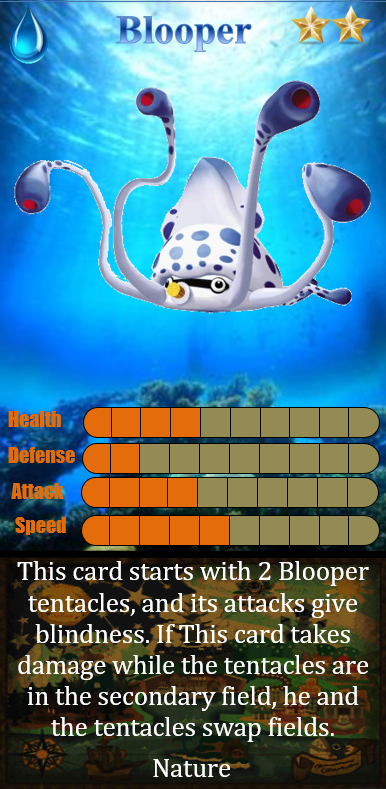 Blooper
Health
Defense
Attack
Speed
This card starts with 2 Blooper
tentacles, and its attacks give
blindness. If This card takes
damage while the tentacles are
in the secondary field, he and
the tentacles swap fields.
Nature